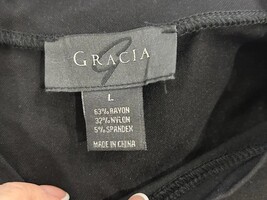 GRACIA
L
63% RAYON
32% NYLON
5% SPANDEX
MADE IN CHINA